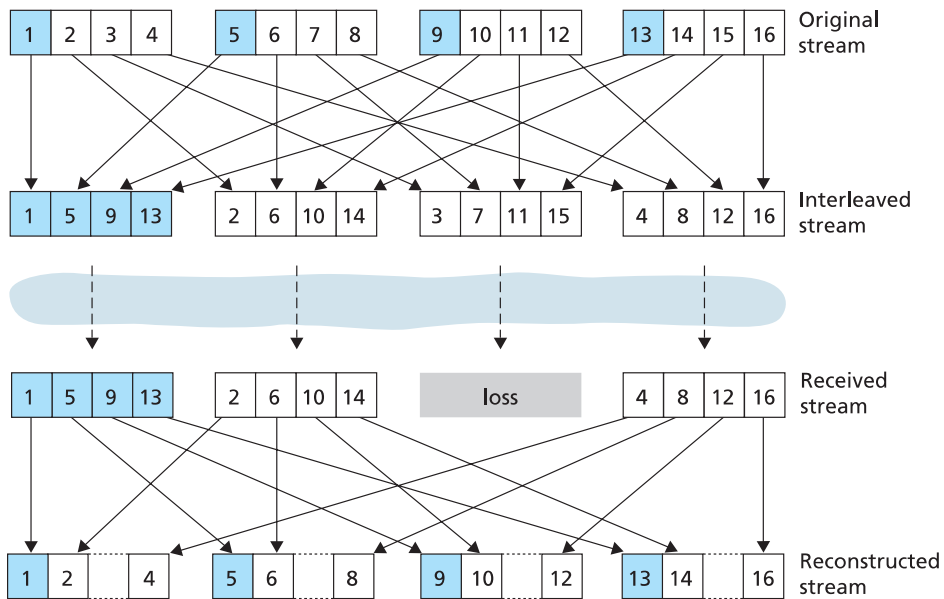 1 2 3 4 5 6 7 8 9 10 11 12 13 14 15 16 Original
stream
1 5 9 13 2 6 10 14 3 7 11 15 4 8 12 16 Interleaved
stream
1 5 9 13 2 6 10 14 loss 4 8 12 16 Received
stream
1 2 4 5 6 8 9 10 12 13 14 16 Reconstructed
stream